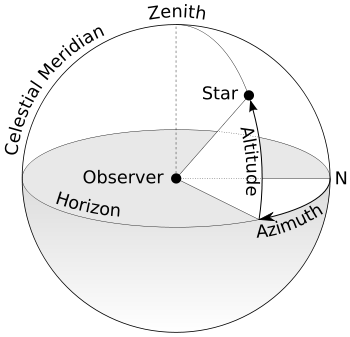 Zenith
Celestial Meridian
Star
Altitude
Observer
N
Horizon
Azimuth